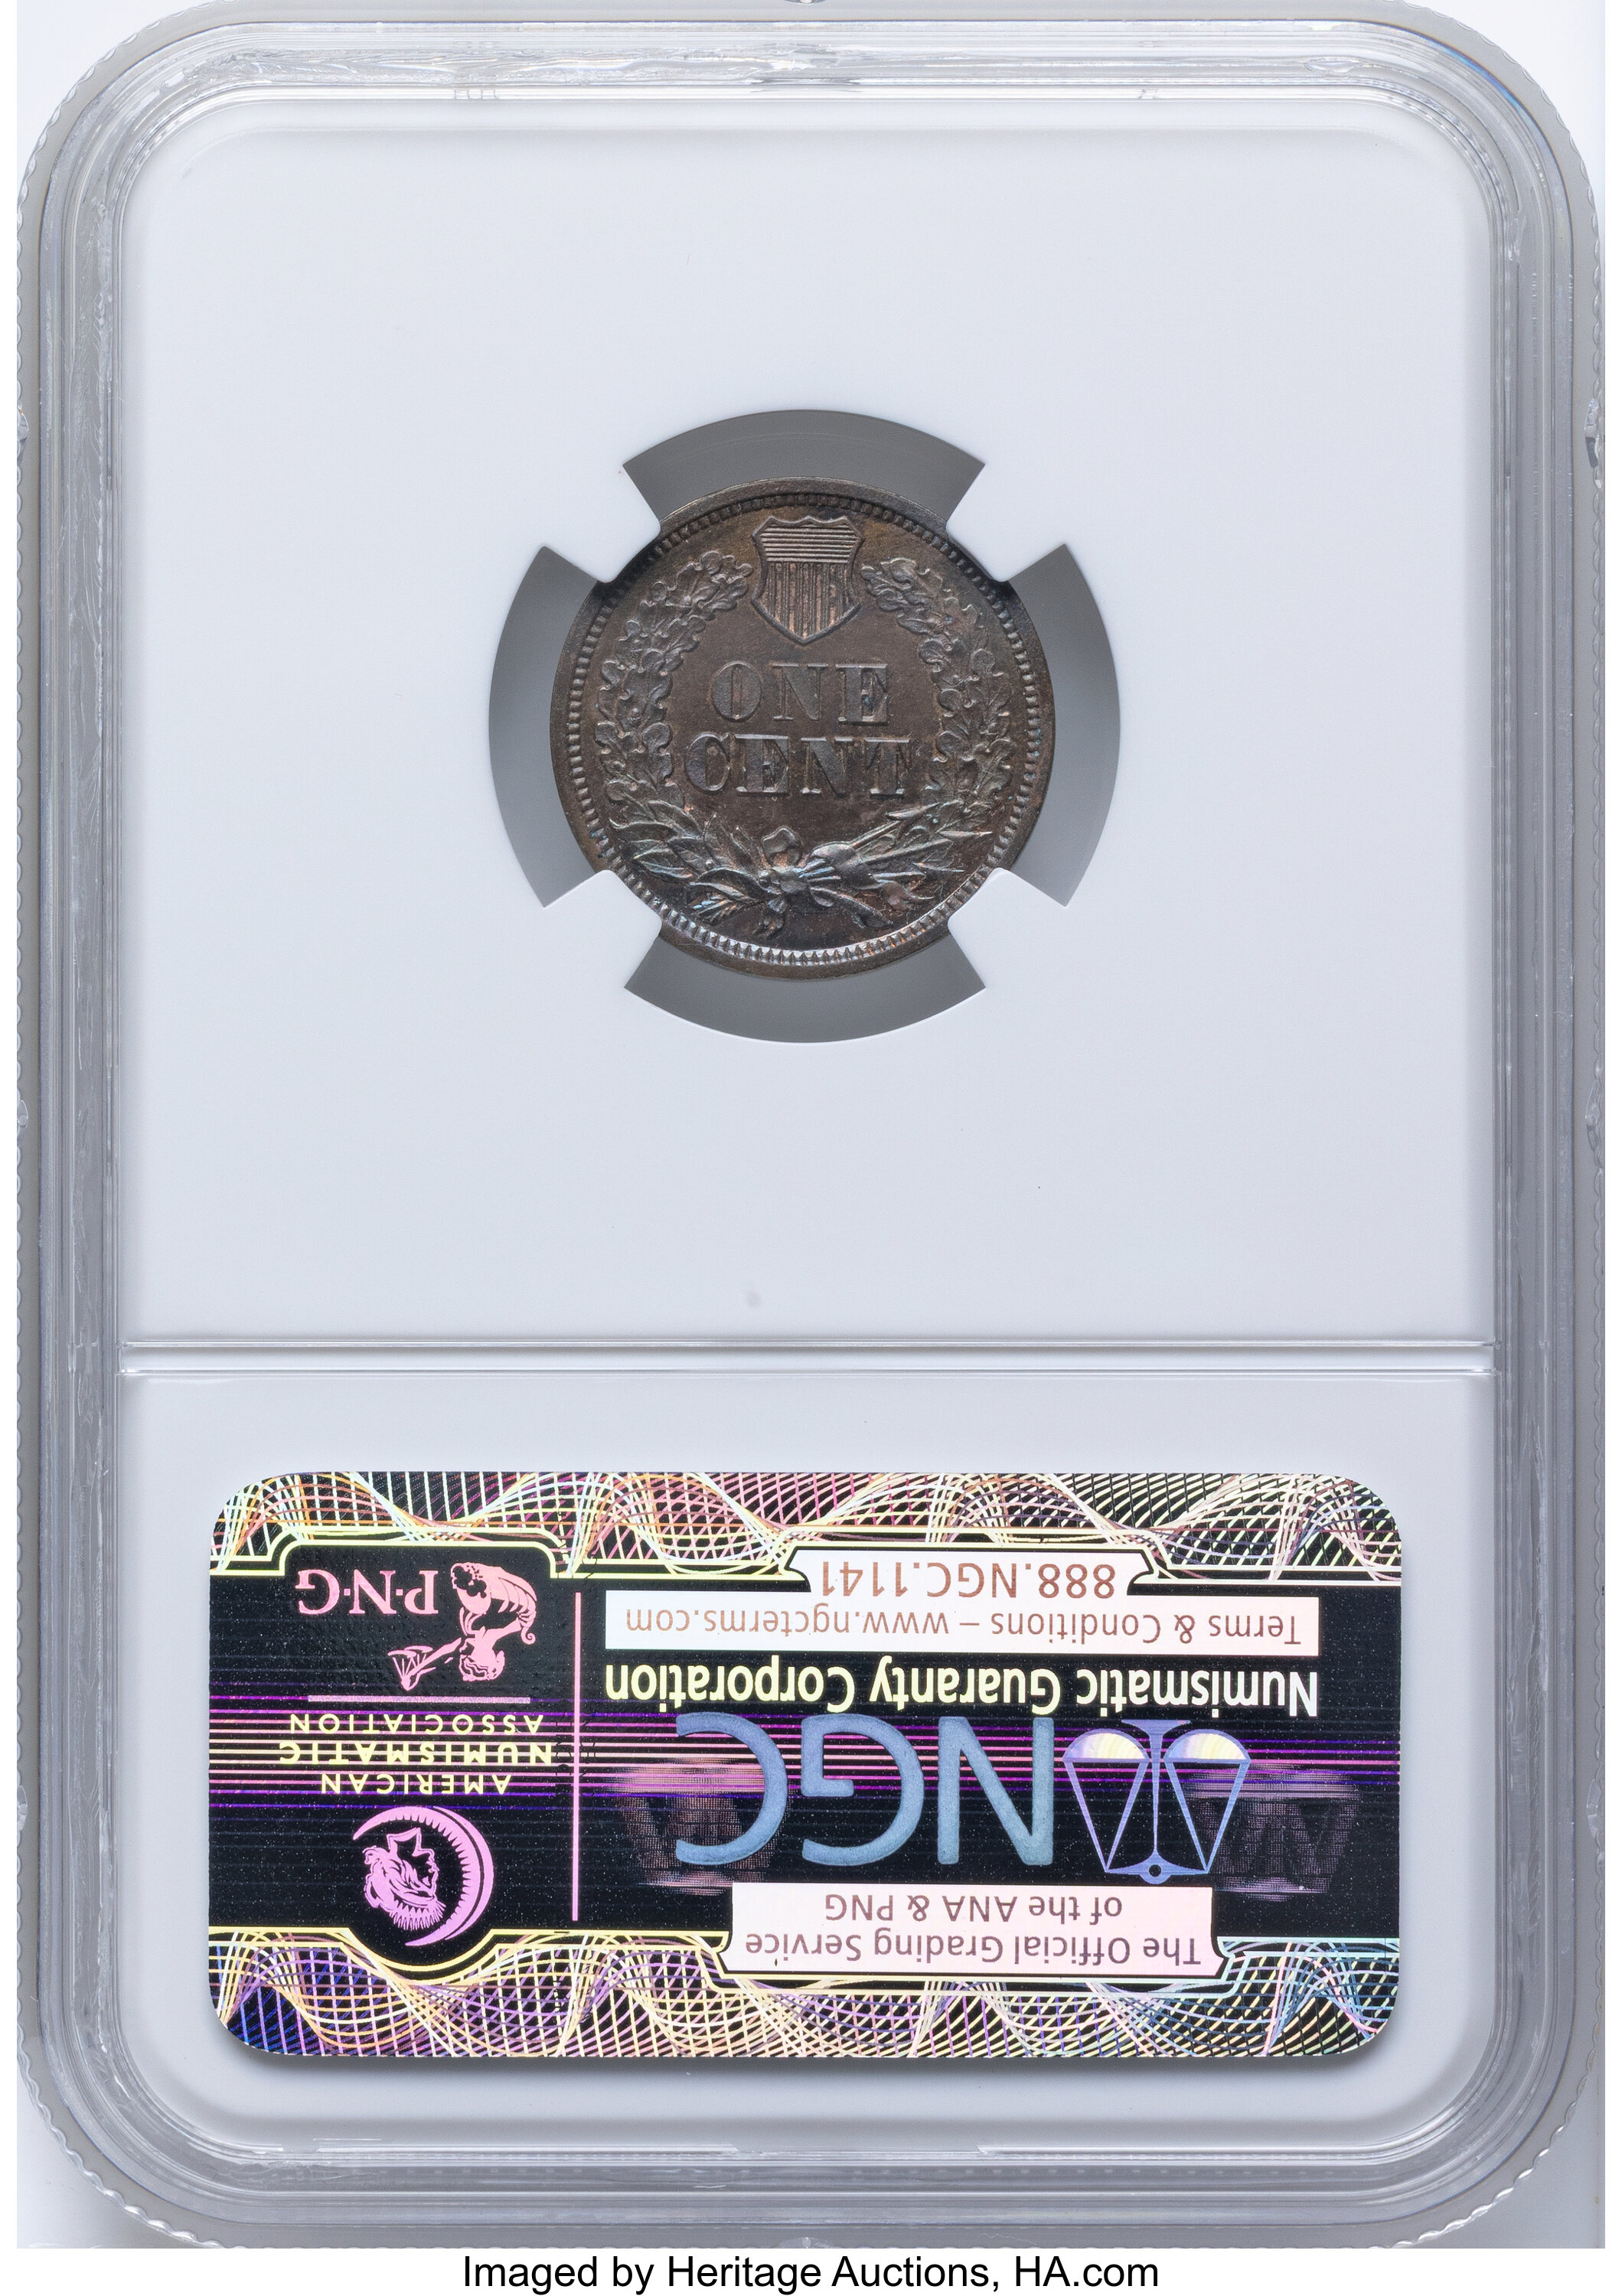 ONE
CENT
The Official Grading Service
of the ANA & PNG
NGC
Numismatic Guaranty Corporation
Terms & Conditions – www.ngcterms.com
888.NGC.1141
AMERICAN
NUMISMATIC
ASSOCIATION
P·N·G
Imaged by Heritage Auctions, HA.com